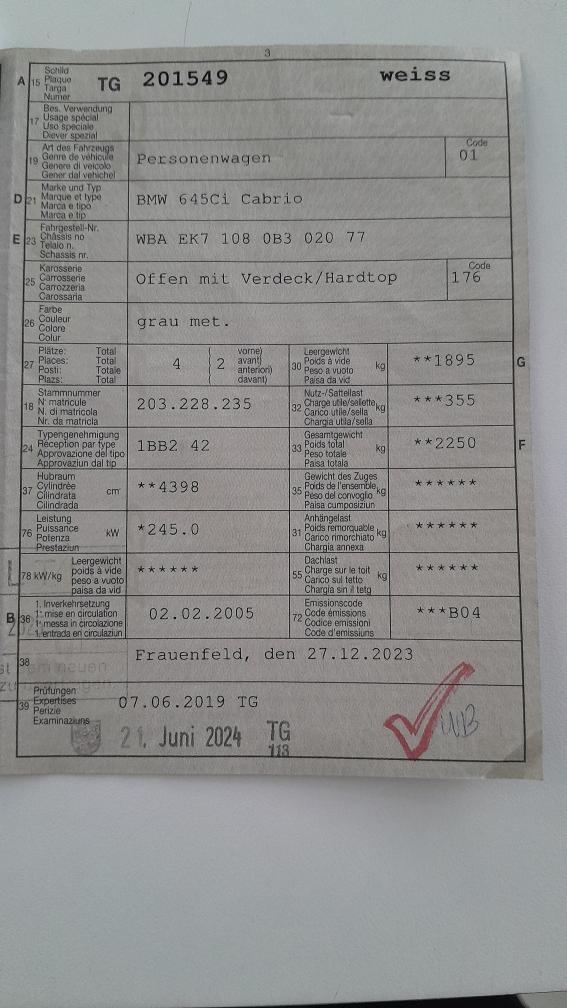 3
A 15 Schild TG 201549 weiss
Plaque
Targa
Numer
17 Bes. Verwendung
Usage spécial
Uso speciale
Diever spezial
19 Art des Fahrzeugs Personenwagen Code 01
Genre de véhicule
Genere di veicolo
Gener dal vehichel
D 21 Marke und Typ BMW 645Ci Cabrio
Marque et type
Marca e tipo
Marca e tip
E 23 Fahrgestell-Nr. WBA EK7 108 0B3 020 77
Châssis no
Telaio n.
Schassis nr.
25 Karosserie Offen mit Verdeck/Hardtop Code 176
Carrosserie
Carrozzeria
Carossaria
26 Farbe grau met.
Couleur
Colore
Colur
27 Plätze: Total 4 ( 2 vorne)
Places: Total avant)
Posti: Totale anteriori)
Plazs: Total davant)
30 Leergewicht kg **1895 G
Poids à vide
Peso a vuoto
Paisa da vid
18 Stammnummer 203.228.235
N° matricule
N. di matricola
Nr. da matricla
32 Nutz-/Sattellast kg ***355
Charge utile/sellette
Carico utile/sella
Chargia utila/sella
24 Typengenehmigung 1BB2 42
Réception par type
Approvazione del tipo
Approvaziun dal tip
33 Gesamtgewicht kg **2250 F
Poids total
Peso totale
Paisa totala
37 Hubraum cm³ **4398
Cylindrée
Cilindrata
Cilindrada
35 Gewicht des Zuges kg ******
Poids de l'ensemble
Peso del convoglio
Paisa cumposiziun
76 Leistung kW *245.0
Puissance
Potenza
Prestaziun
31 Anhängelast kg ******
Poids remorquable
Carico rimorchiato
Chargia annexa
78 kW/kg Leergewicht ******
poids à vide
peso a vuoto
paisa da vid
55 Dachlast kg ******
Charge sur le toit
Carico sul tetto
Chargia sin il tetg
B 36 1. Inverkehrsetzung 02.02.2005
1re mise en circulation
1a messa in circolazione
1. entrada en circulaziun
72 Emissionscode ***B04
Code émissions
Codice emissioni
Code d'emissiuns
38 Frauenfeld, den 27.12.2023
39 Prüfungen 07.06.2019 TG
Expertises
Perizie
Examinaziuns
21. Juni 2024 TG
113